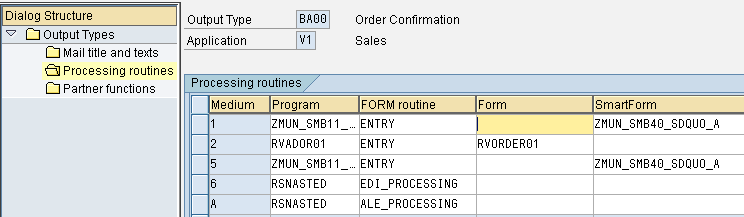 Dialog Structure
Output Types
Mail title and texts
Processing routines
Partner functions
Output Type BA00 Order Confirmation
Application V1 Sales
Processing routines
Medium Program FORM routine Form SmartForm
1 ZMUN_SMB11_... ENTRY ZMUN_SMB40_SDQUO_A
2 RVADOR01 ENTRY RVORDER01
5 ZMUN_SMB11_... ENTRY ZMUN_SMB40_SDQUO_A
6 RSNASTED EDI_PROCESSING
A RSNASTED ALE_PROCESSING